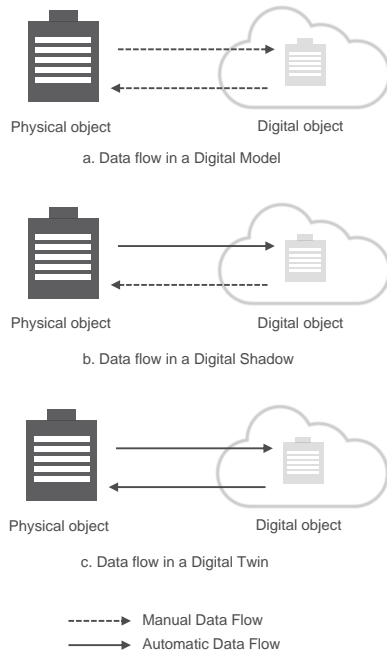 Physical object Digital object
a. Data flow in a Digital Model
Physical object Digital object
b. Data flow in a Digital Shadow
Physical object Digital object
c. Data flow in a Digital Twin
Manual Data Flow
Automatic Data Flow